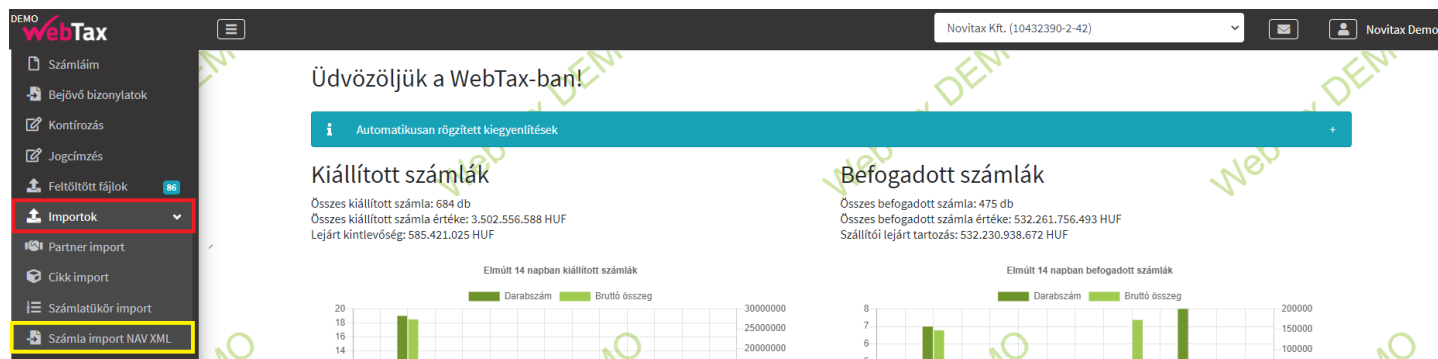 DEMO
WebTax
Novitax Kft. (10432390-2-42)
Novitax Demo
Számláim
Bejövő bizonylatok
Kontírozás
Jogcímzés
Feltöltött fájlok 86
Importok
Partner import
Cikk import
Számlatükör import
Számla import NAV XML
Üdvözöljük a WebTax-ban!
Automatikusan rögzített kiegyenlítések +
Kiállított számlák
Összes kiállított számla: 684 db
Összes kiállított számla értéke: 3.502.556.588 HUF
Lejárt kintlevőség: 585.421.025 HUF
Elmúlt 14 napban kiállított számlák
Darabszám Bruttó összeg
20 30000000
18 25000000
16 20000000
14
Befogadott számlák
Összes befogadott számla: 475 db
Összes befogadott számla értéke: 532.261.756.493 HUF
Szállítói lejárt tartozás: 532.230.938.672 HUF
Elmúlt 14 napban befogadott számlák
Darabszám Bruttó összeg
8 200000
7 150000
6 100000